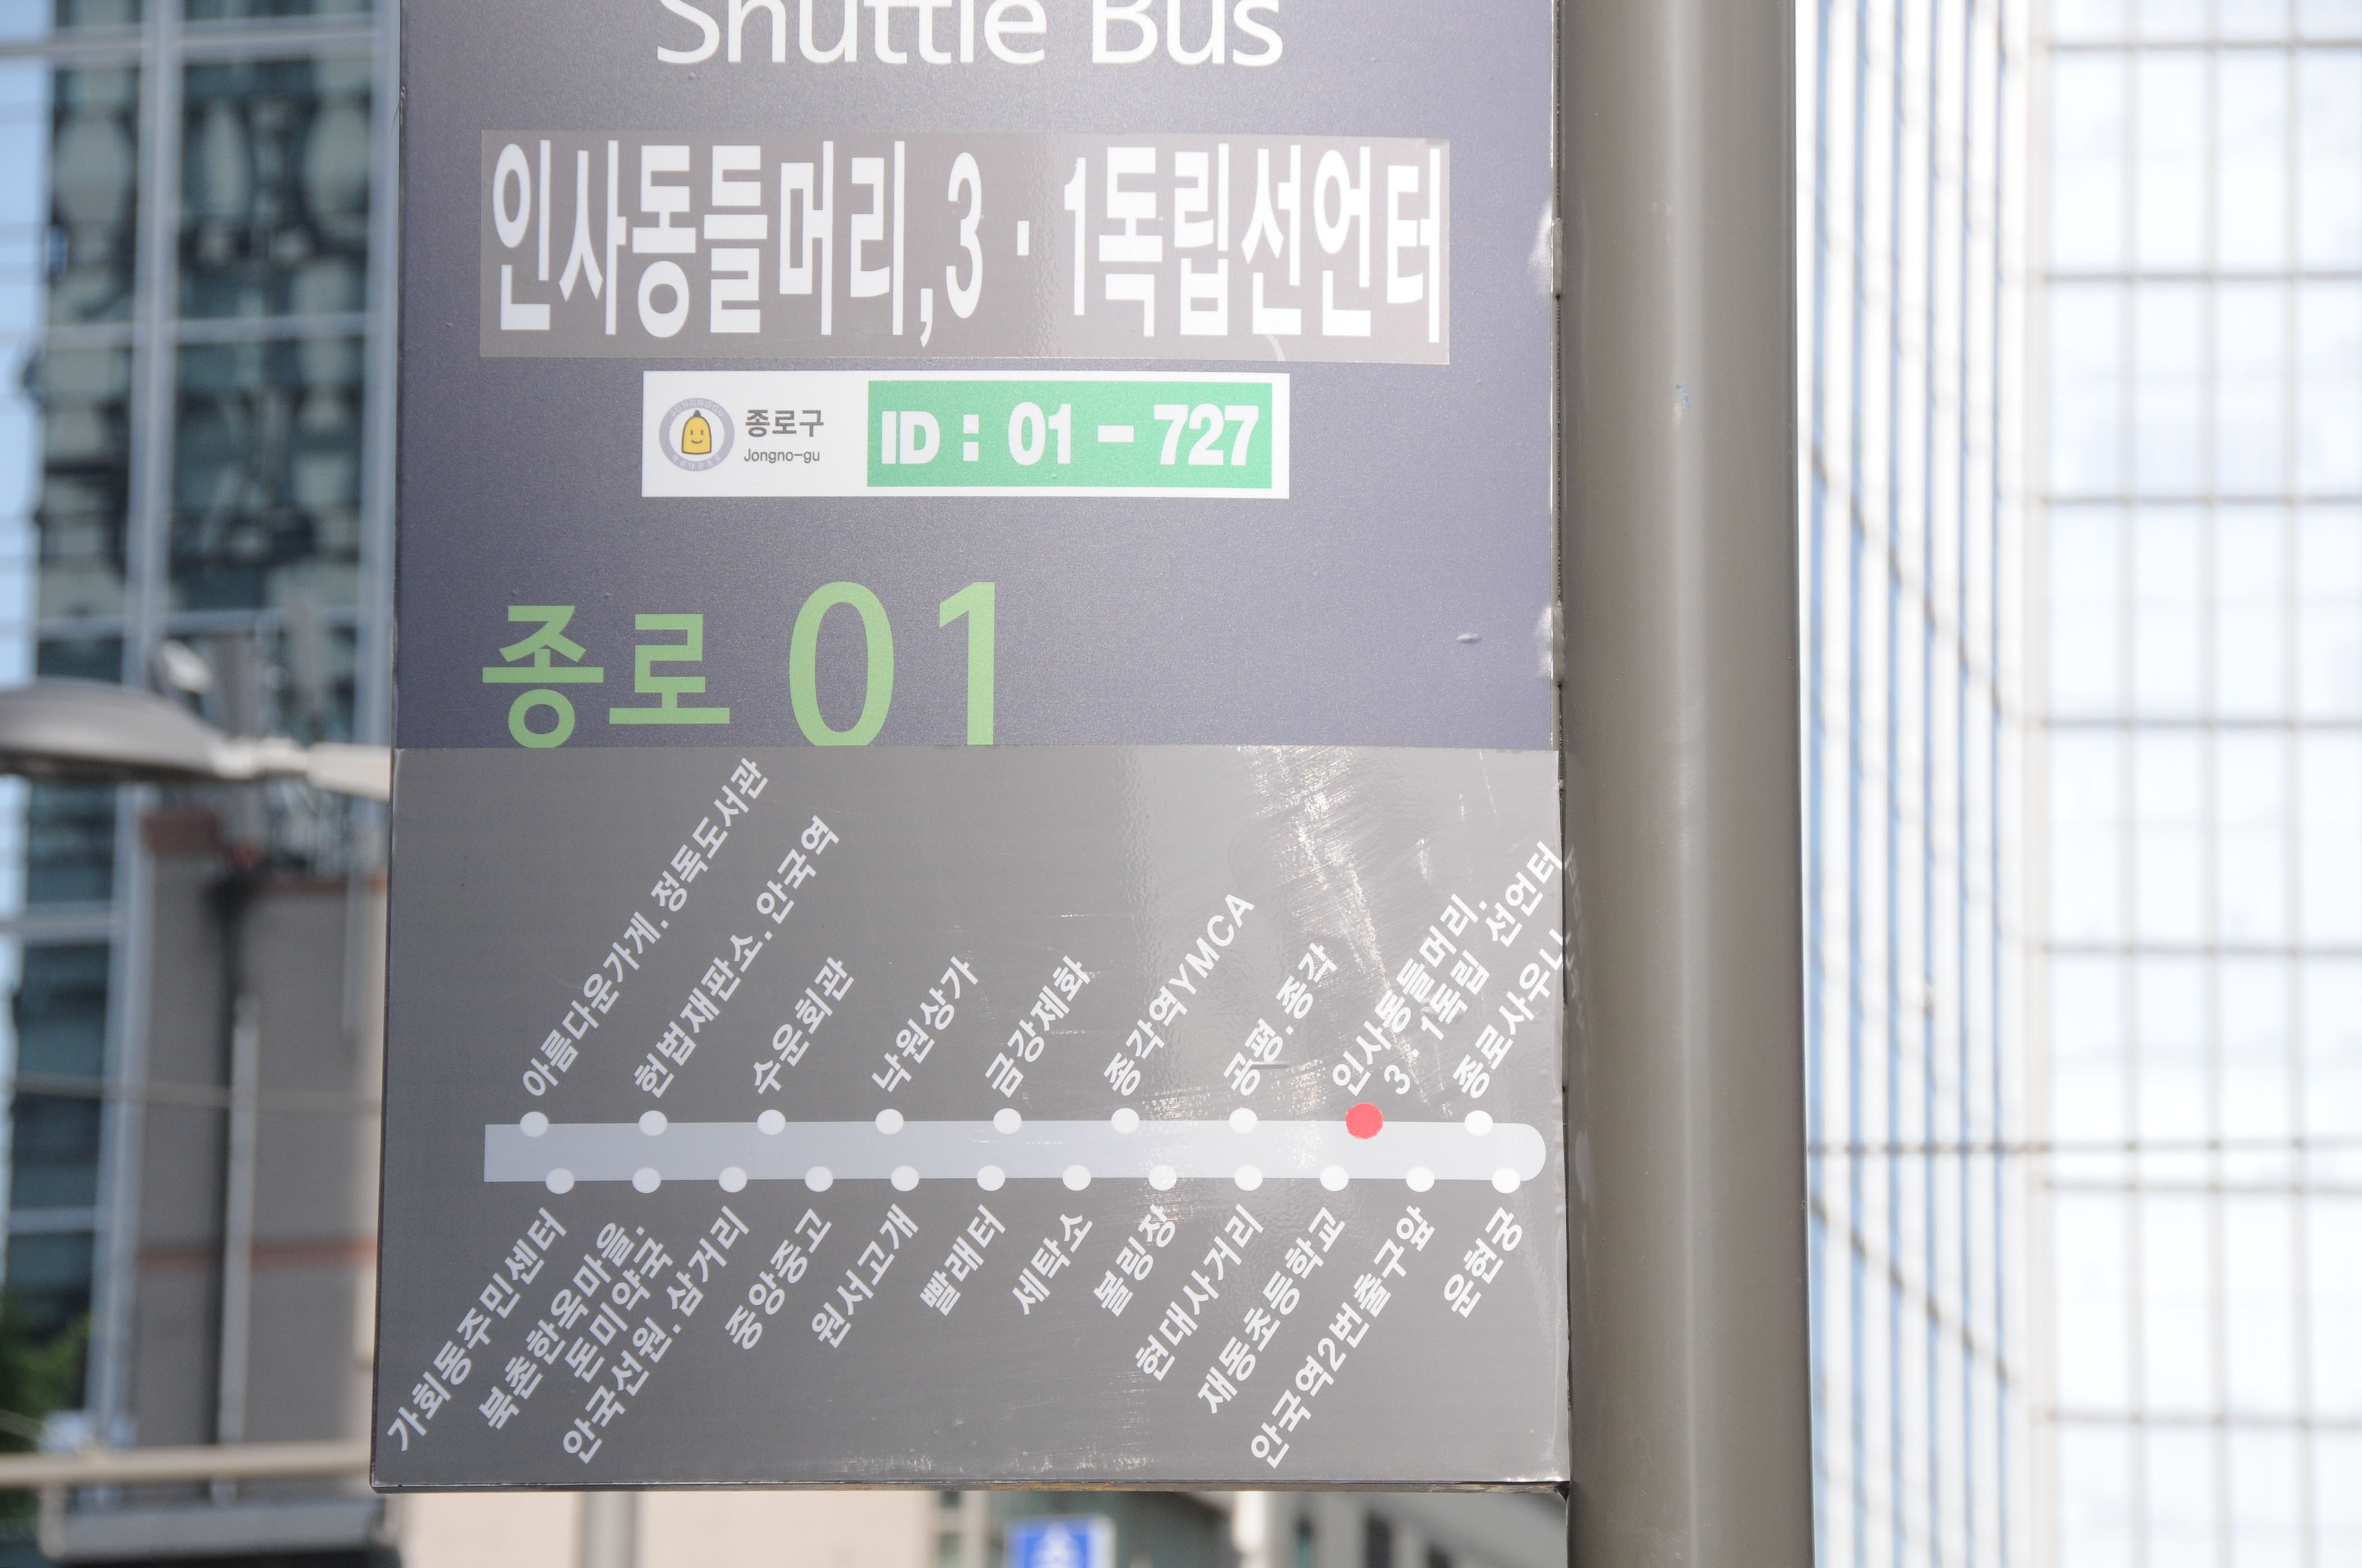 Shuttle Bus
인사동들머리,3·1독립선언터
종로구
Jongno-gu
ID : 01 - 727
종로 01
아름다운가게.정독도서관
헌법재판소.안국역
수운회관
낙원상가
금강제화
종각역YMCA
공평.종각
인사동들머리.
3.1독립 선언터
종로사우나
가회동주민센터
북촌한옥마을.
돈미약국
안국선원.삼거리
중앙중고
원서고개
빨래터
세탁소
볼링장
현대사거리
재동초등학교
안국역2번출구앞
운현궁